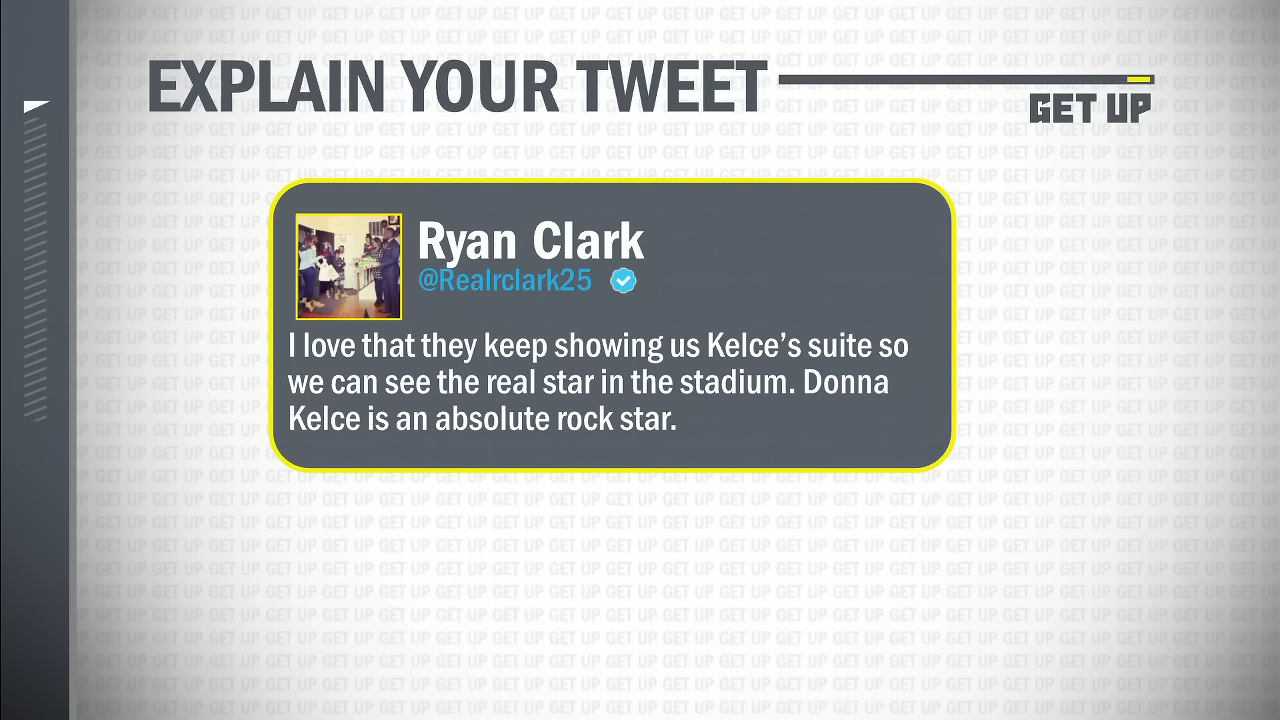 EXPLAIN YOUR TWEET
GET UP
Ryan Clark
@Realrclark25
I love that they keep showing us Kelce’s suite so
we can see the real star in the stadium. Donna
Kelce is an absolute rock star.